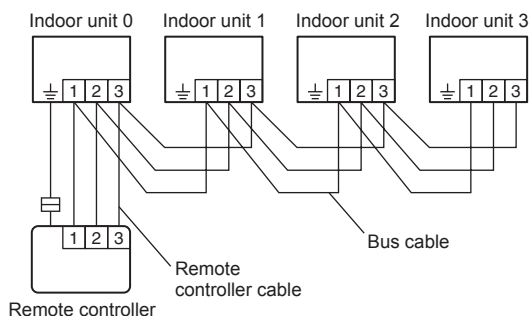 Indoor unit 0 Indoor unit 1 Indoor unit 2 Indoor unit 3
1 2 3 1 2 3 1 2 3 1 2 3
1 2 3
Bus cable
Remote
controller cable
Remote controller